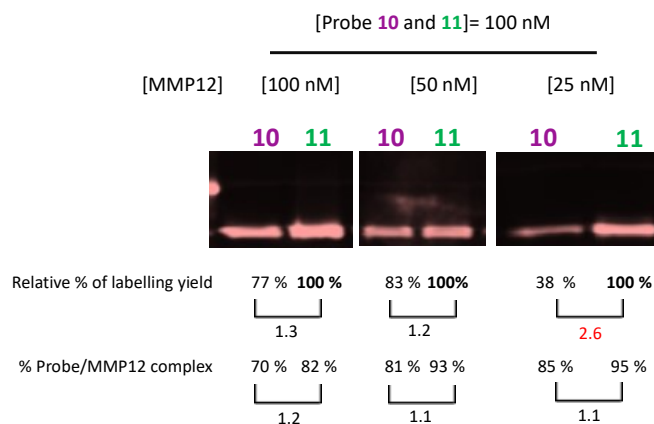 [Probe 10 and 11]= 100 nM
[MMP12] [100 nM] [50 nM] [25 nM]
10 11 10 11 10 11
Relative % of labelling yield 77 % 100 % 83 % 100% 38 % 100 %
1.3 1.2 2.6
% Probe/MMP12 complex 70 % 82 % 81 % 93 % 85 % 95 %
1.2 1.1 1.1